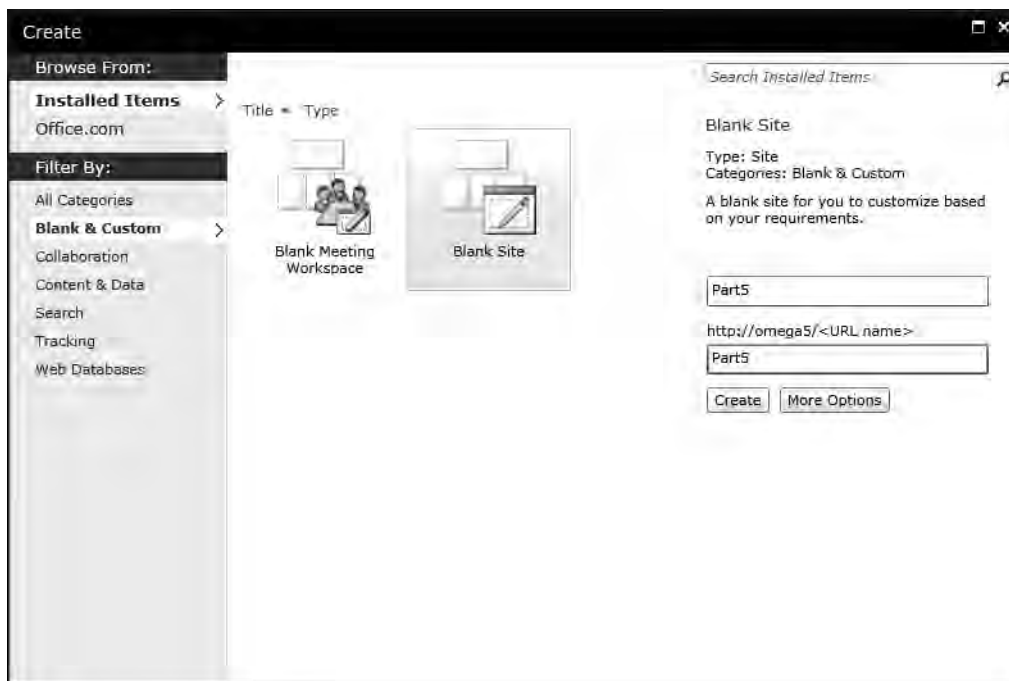 Create
Browse From:
Installed Items
Office.com
Filter By:
All Categories
Blank & Custom
Collaboration
Content & Data
Search
Tracking
Web Databases
Title Type
Blank Meeting
Workspace
Blank Site
Search Installed Items
Blank Site
Type: Site
Categories: Blank & Custom
A blank site for you to customize based
on your requirements.
Part5
http://omega5/<URL name>
Part5
Create More Options